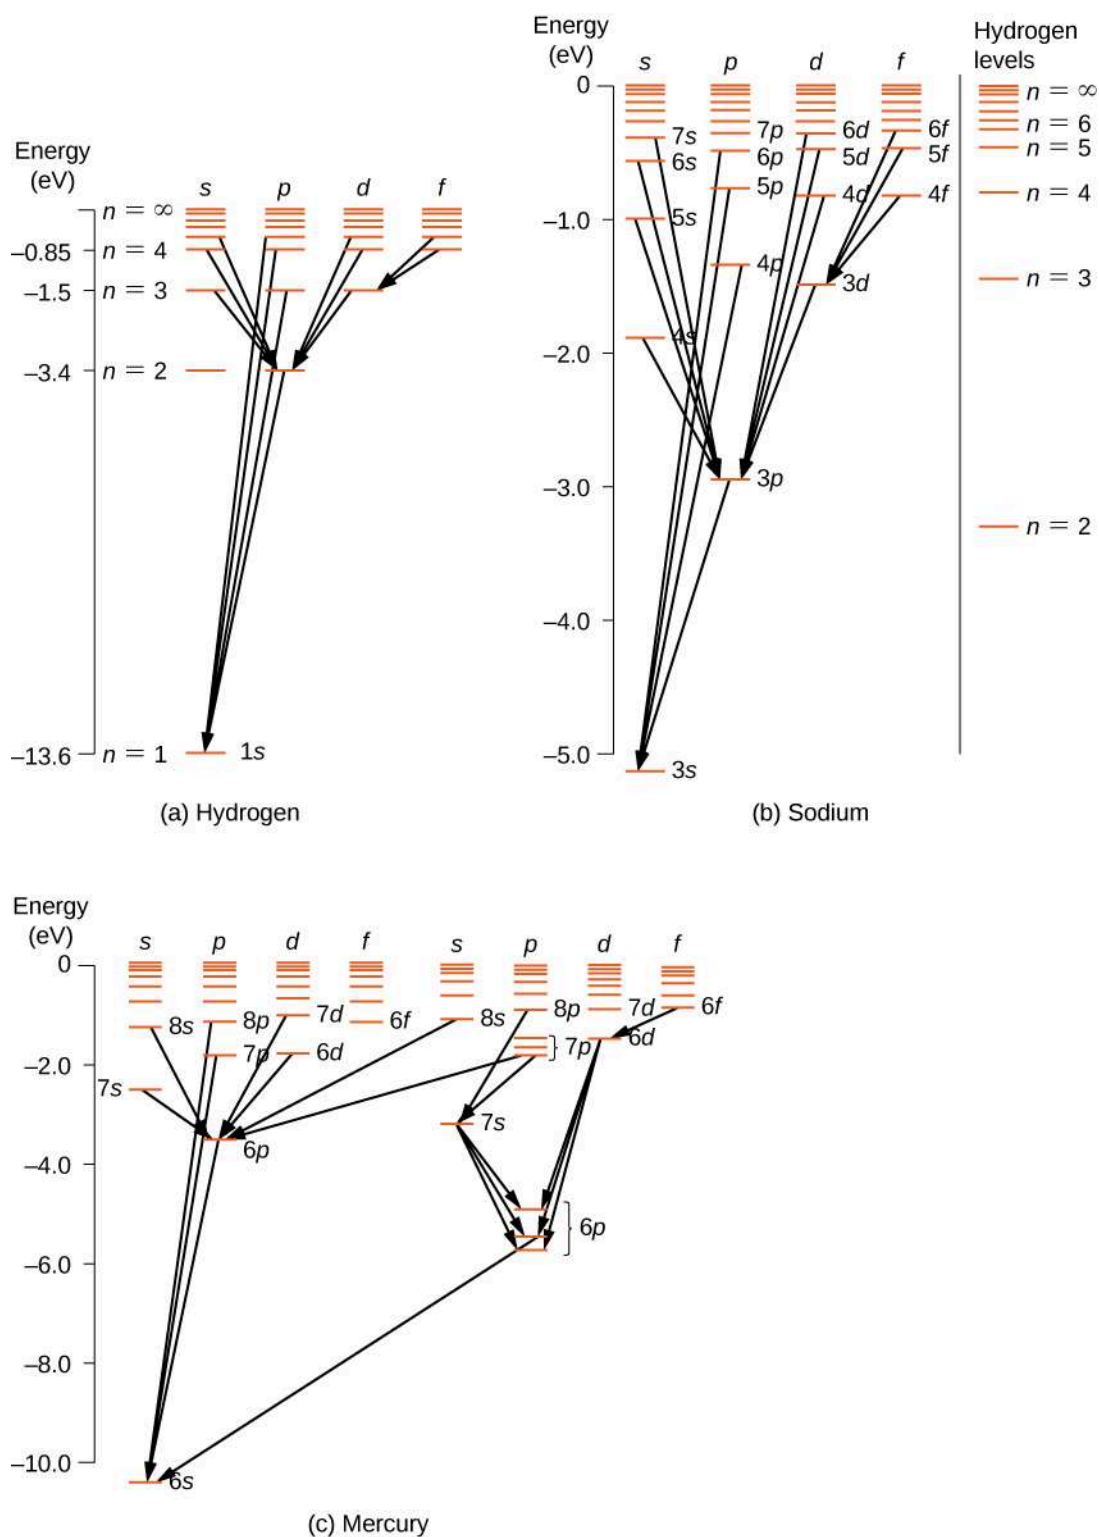 Energy
(eV)
s p d f
n = ∞
–0.85 n = 4
–1.5 n = 3
–3.4 n = 2
–13.6 n = 1 1s
(a) Hydrogen
Energy
(eV)
s p d f
0
7s 7p 6d 6f
6s 6p 5d 5f
5p 4d 4f
–1.0 5s
4p
3d
4s
–2.0
3p
–3.0
–4.0
–5.0
3s
Hydrogen
levels
n = ∞
n = 6
n = 5
n = 4
n = 3
n = 2
(b) Sodium
Energy
(eV)
s p d f s p d f
0
8s 8p 7d 6f 8s 8p 7d 6f
7p 6d 7p 6d
–2.0
7s
7s
6p
–4.0
6p
–6.0
–8.0
–10.0
6s
(c) Mercury